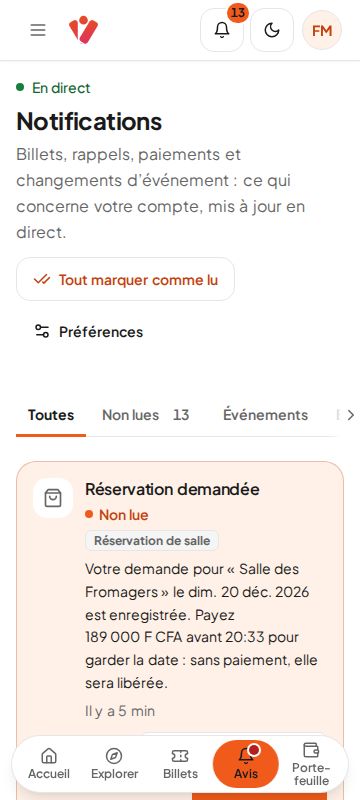 13
FM
En direct
Notifications
Billets, rappels, paiements et
changements d’événement : ce qui
concerne votre compte, mis à jour en
direct.
Tout marquer comme lu
Préférences
Toutes
Non lues 13
Événements
Réservation demandée
Non lue
Réservation de salle
Votre demande pour « Salle des
Fromagers » le dim. 20 déc. 2026
est enregistrée. Payez
189 000 F CFA avant 20:33 pour
garder la date : sans paiement, elle
sera libérée.
Il y a 5 min
Accueil
Explorer
Billets
Avis
Porte-
feuille